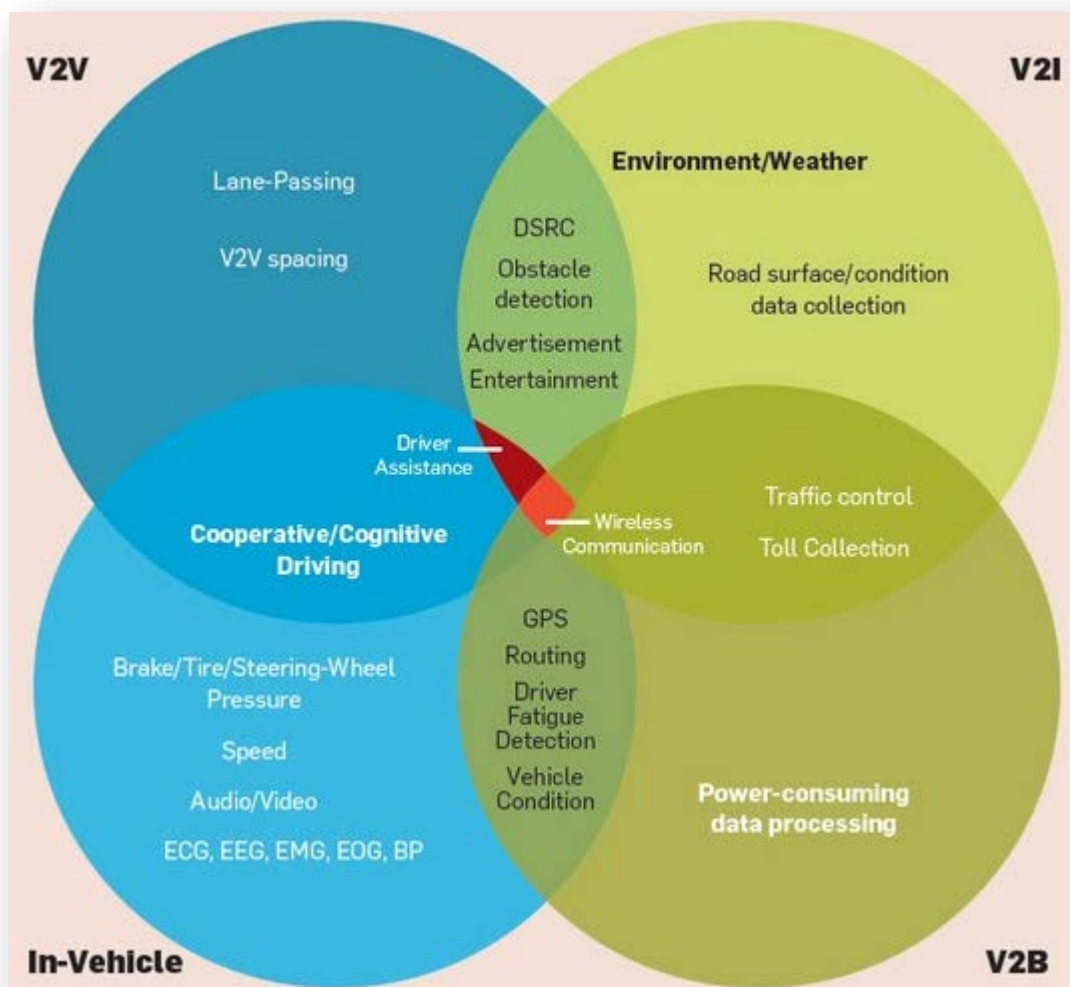 V2V
V2I
Lane-Passing
V2V spacing
DSRC
Obstacle
detection
Advertisement
Entertainment
Environment/Weather
Road surface/condition
data collection
Driver
Assistance
Cooperative/Cognitive
Driving
Wireless
Communication
Traffic control
Toll Collection
Brake/Tire/Steering-Wheel
Pressure
Speed
Audio/Video
ECG, EEG, EMG, EOG, BP
GPS
Routing
Driver
Fatigue
Detection
Vehicle
Condition
Power-consuming
data processing
In-Vehicle
V2B